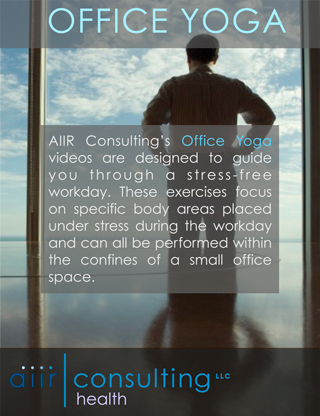 OFFICE YOGA
AIIR Consulting's Office Yoga
videos are designed to guide
you through a stress-free
workday. These exercises focus
on specific body areas placed
under stress during the workday
and can all be performed within
the confines of a small office
space.
aiir consulting LLC
health